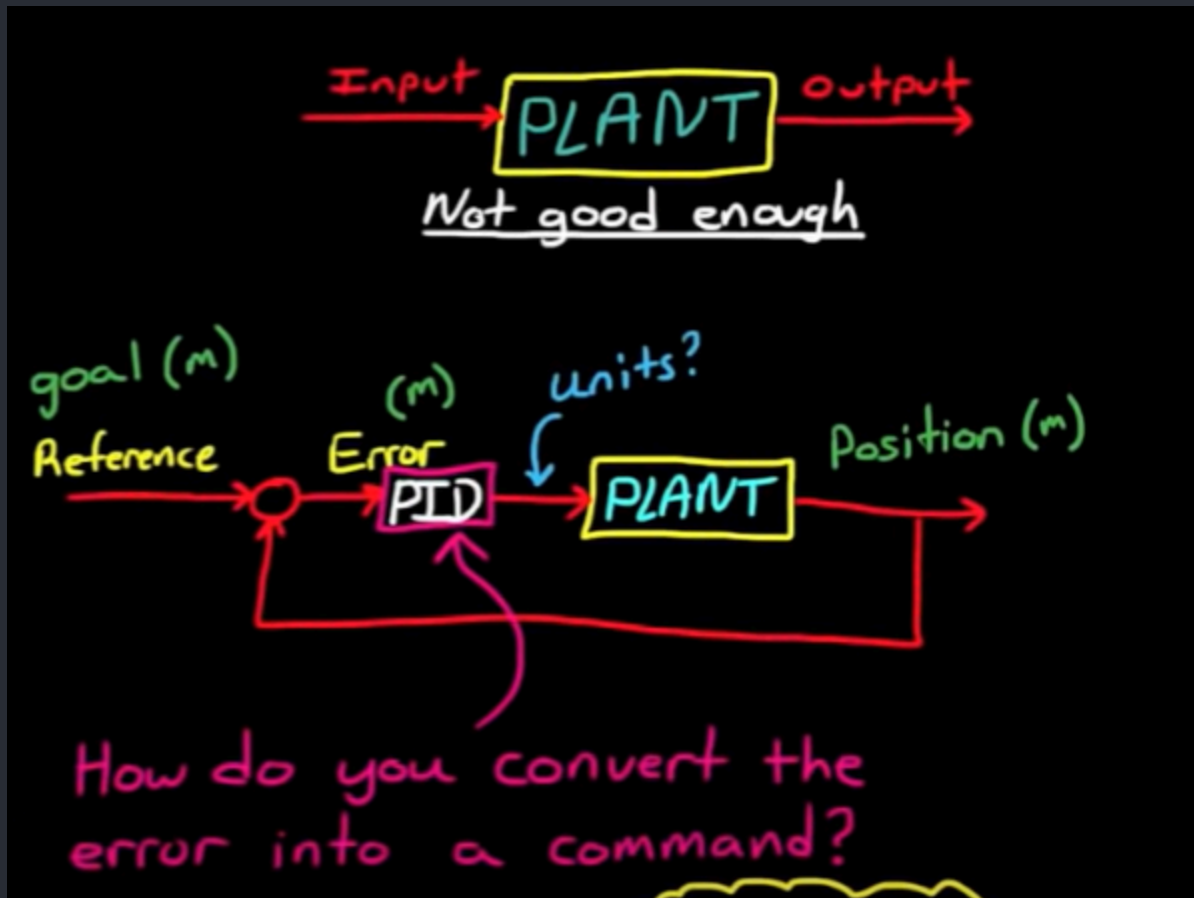 Input
PLANT
output
Not good enough
goal (m)
(m)
units?
Position (m)
Reference
Error
PID
PLANT
How do you convert the
error into a command?